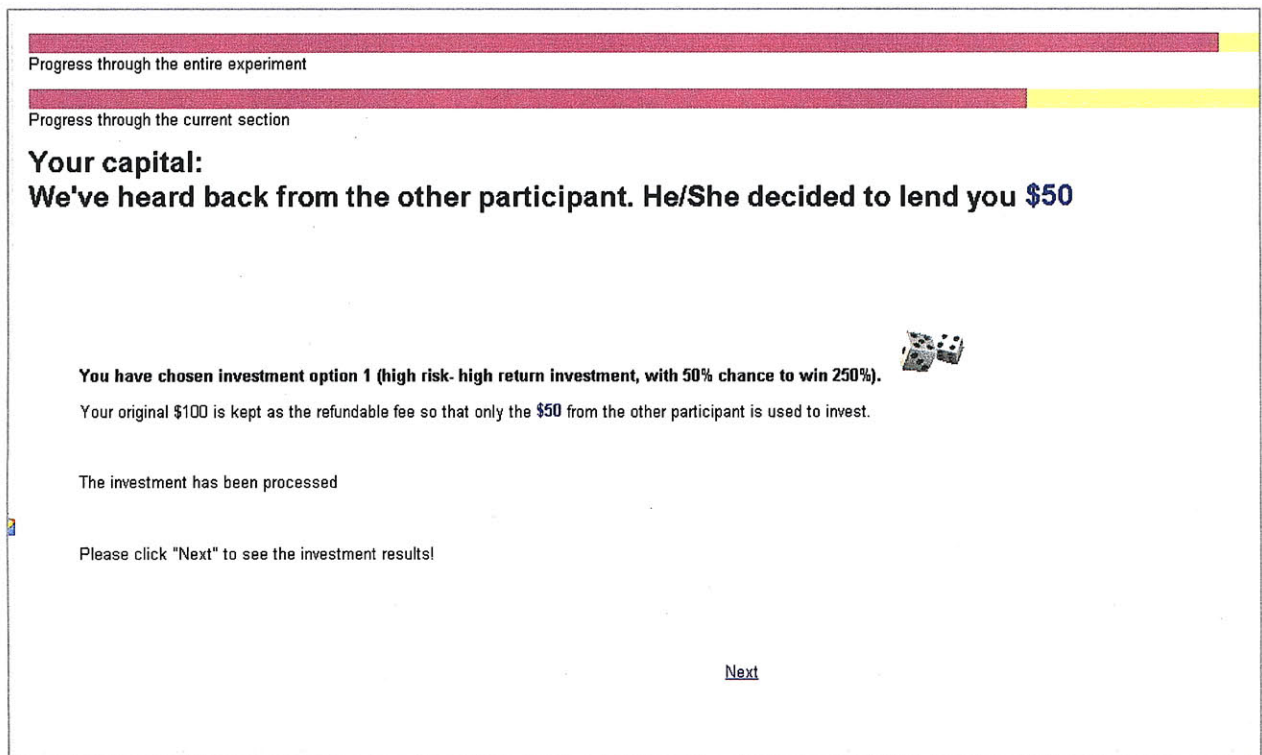 Progress through the entire experiment
Progress through the current section
Your capital:
We've heard back from the other participant. He/She decided to lend you $50
You have chosen investment option 1 (high risk- high return investment, with 50% chance to win 250%).
Your original $100 is kept as the refundable fee so that only the $50 from the other participant is used to invest.
The investment has been processed
Please click "Next" to see the investment results!
Next